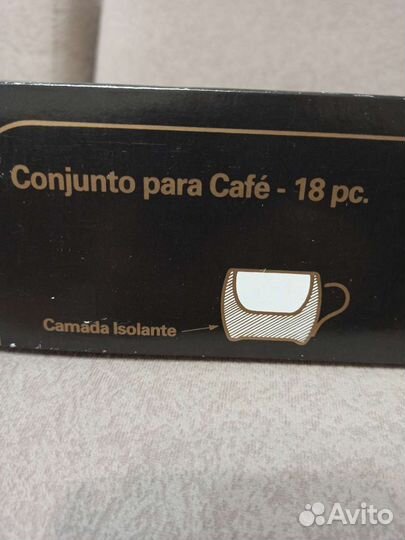 Conjunto para Café - 18 pc.
Camada Isolante
Avito